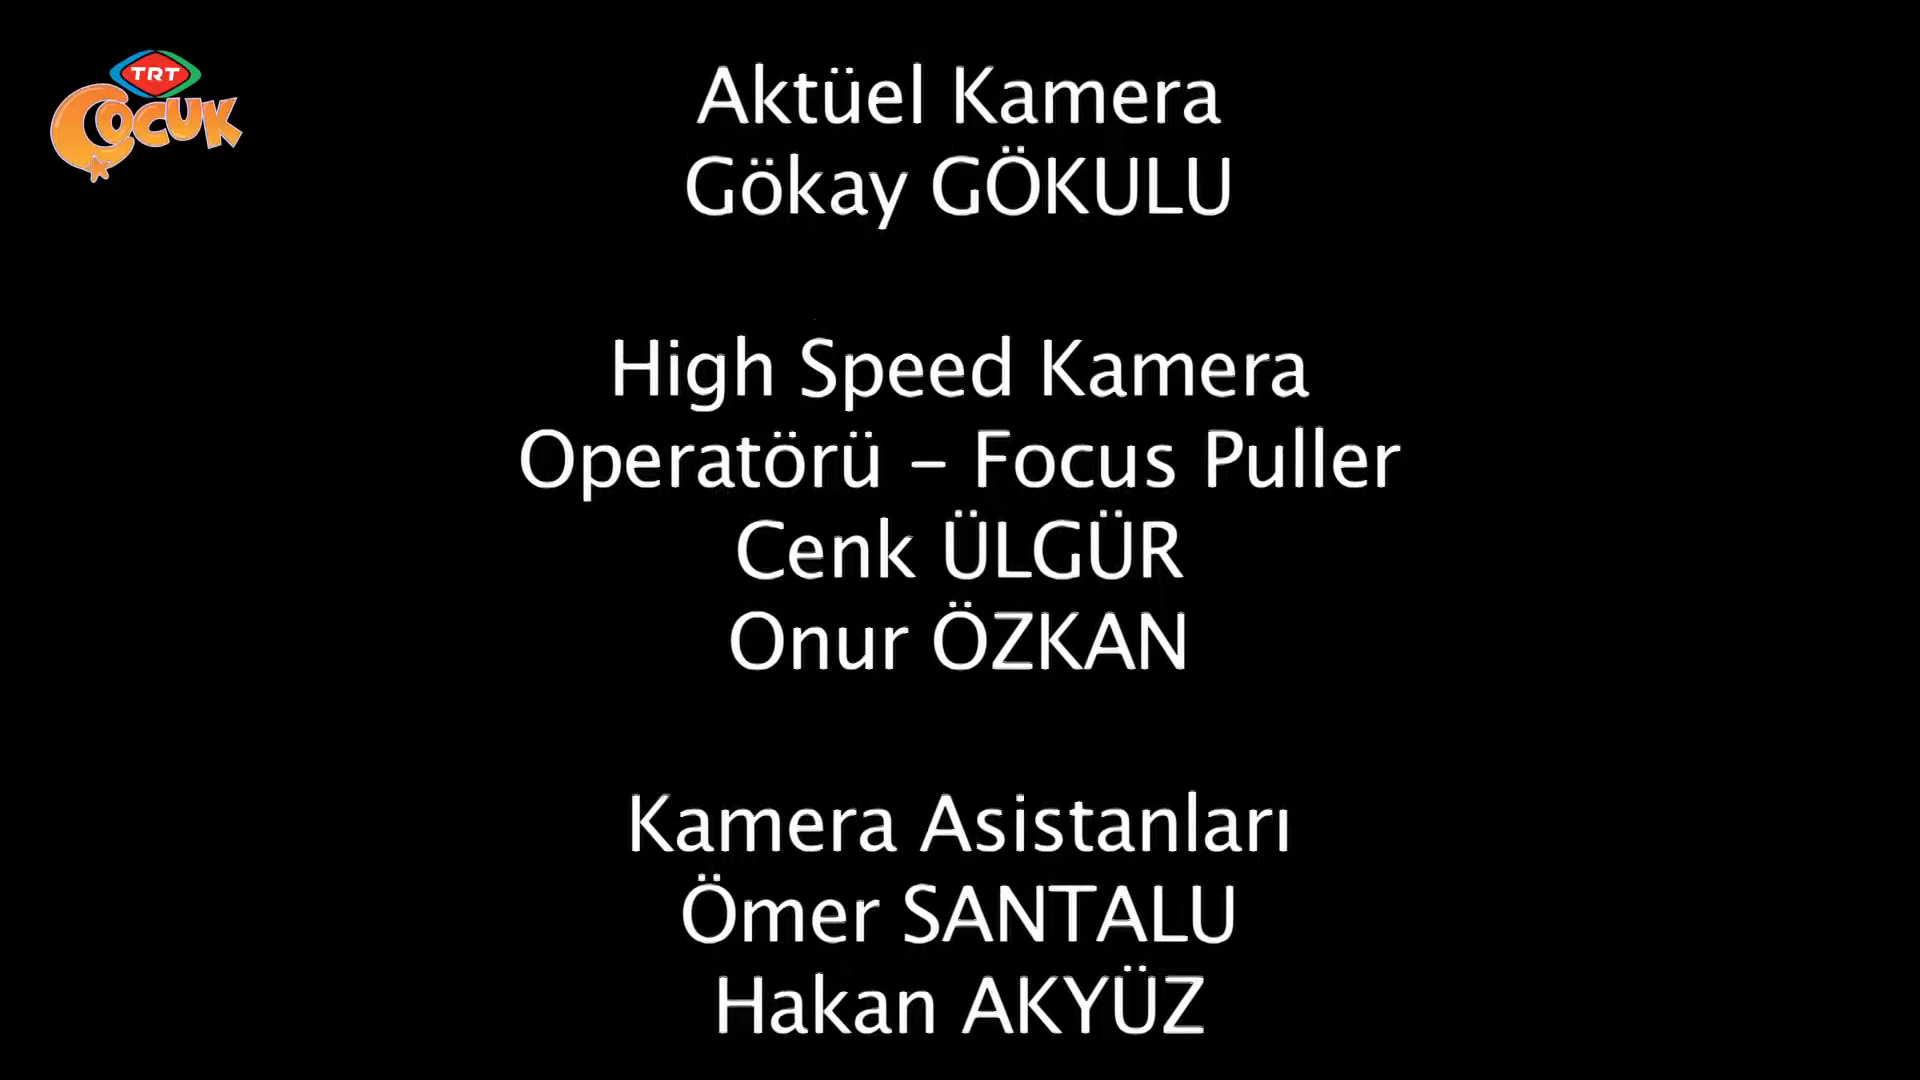 TRT
ÇOCUK
Aktüel Kamera
Gökay GÖKULU
High Speed Kamera
Operatörü – Focus Puller
Cenk ÜLGÜR
Onur ÖZKAN
Kamera Asistanları
Ömer SANTALU
Hakan AKYÜZ